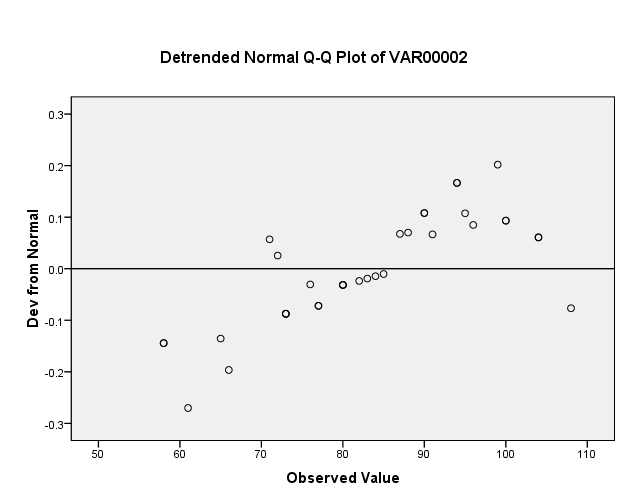 Detrended Normal Q-Q Plot of VAR00002
0.3
0.2
0.1
0.0
-0.1
-0.2
-0.3
Dev from Normal
50 60 70 80 90 100 110
Observed Value